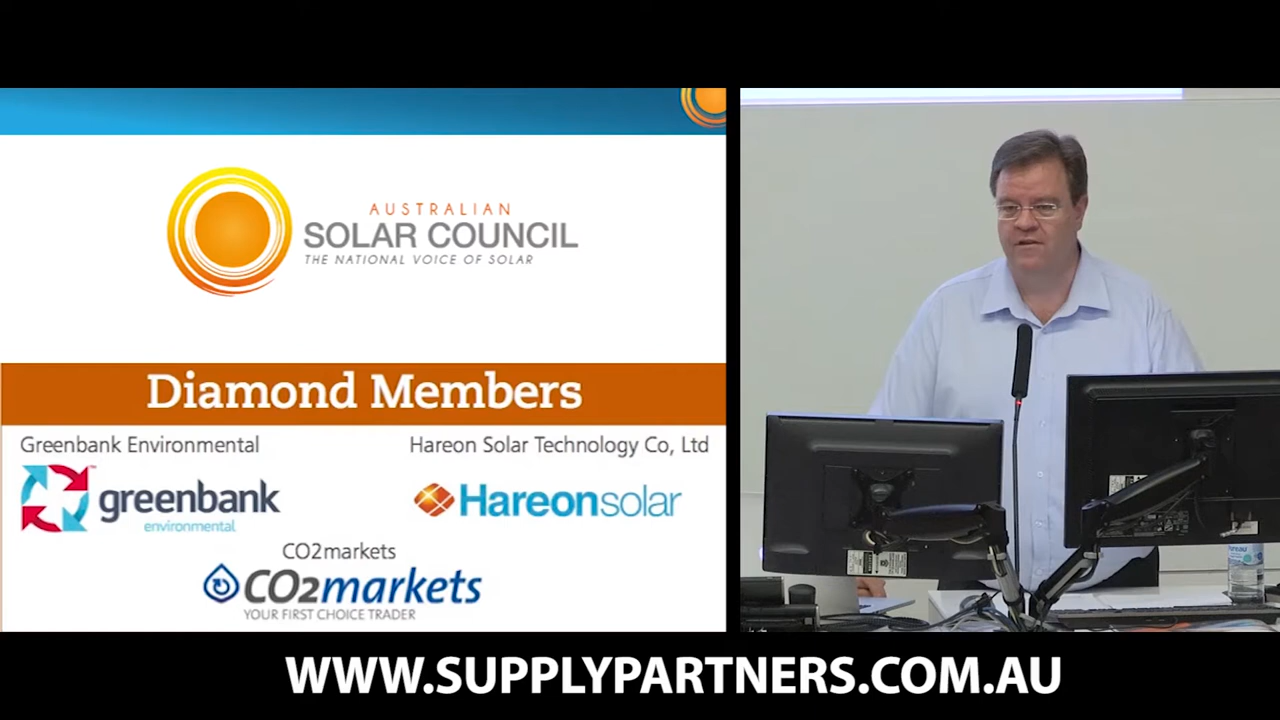 AUSTRALIAN
SOLAR COUNCIL
THE NATIONAL VOICE OF SOLAR
Diamond Members
Greenbank Environmental
Hareon Solar Technology Co, Ltd
greenbank
environmental
Hareonsolar
CO2markets
CO2markets
YOUR FIRST CHOICE TRADER
WWW.SUPPLYPARTNERS.COM.AU